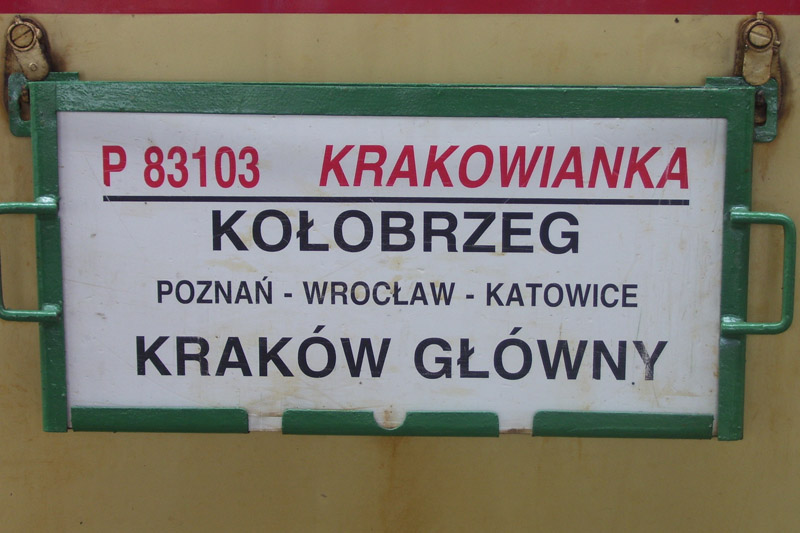 P 83103 KRAKOWIANKA
KOŁOBRZEG
POZNAŃ - WROCŁAW - KATOWICE
KRAKÓW GŁÓWNY